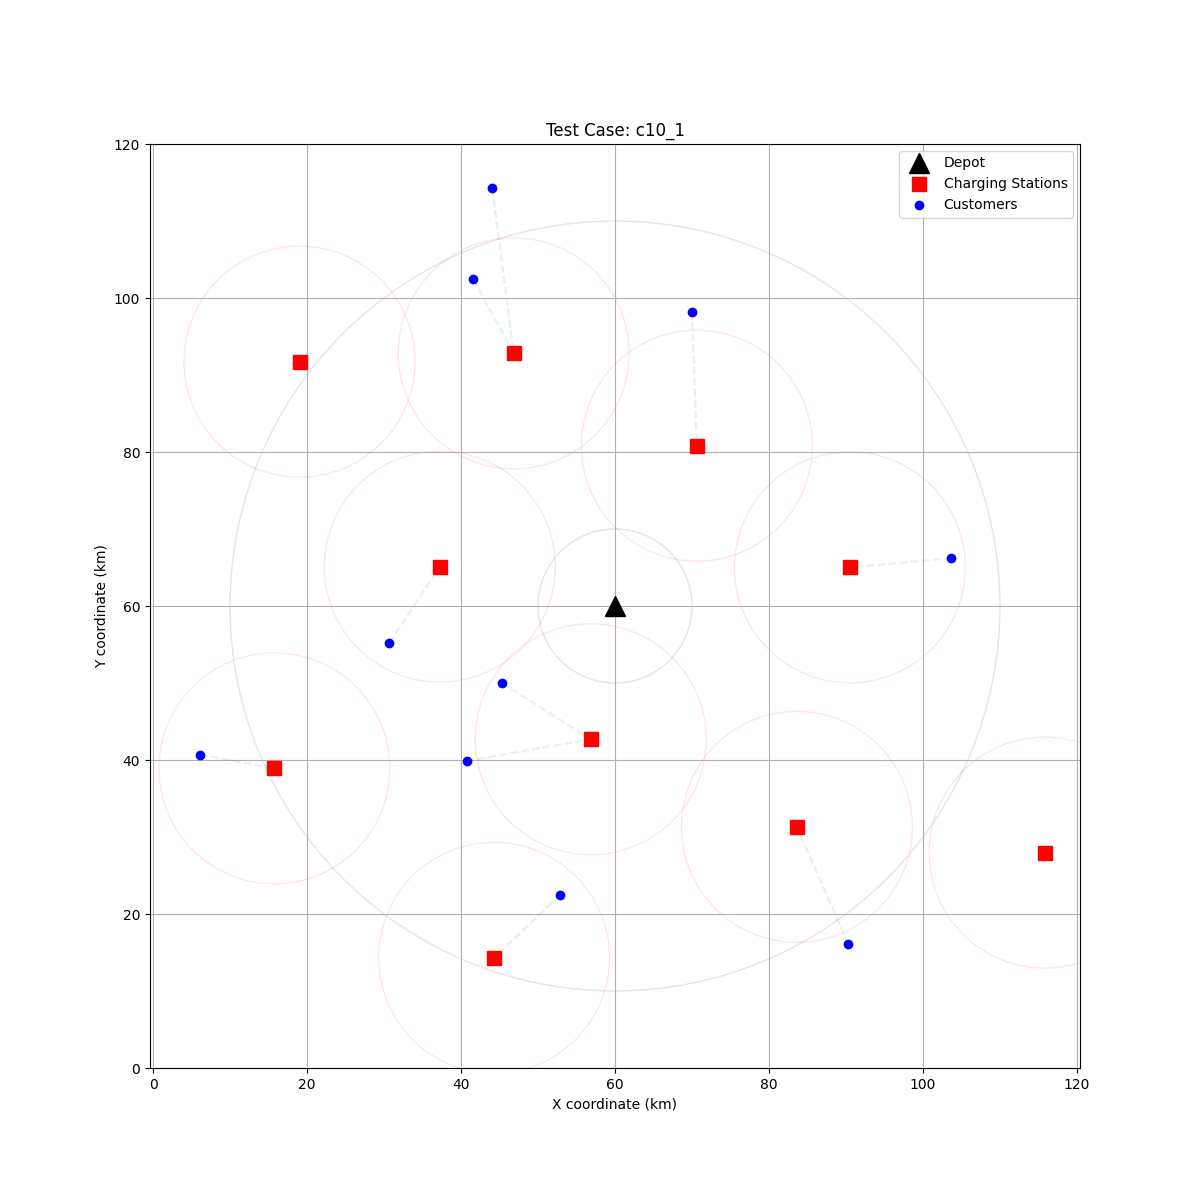 Test Case: c10_1
Depot
Charging Stations
Customers
120
100
80
60
40
20
0
Y coordinate (km)
0 20 40 60 80 100 120
X coordinate (km)